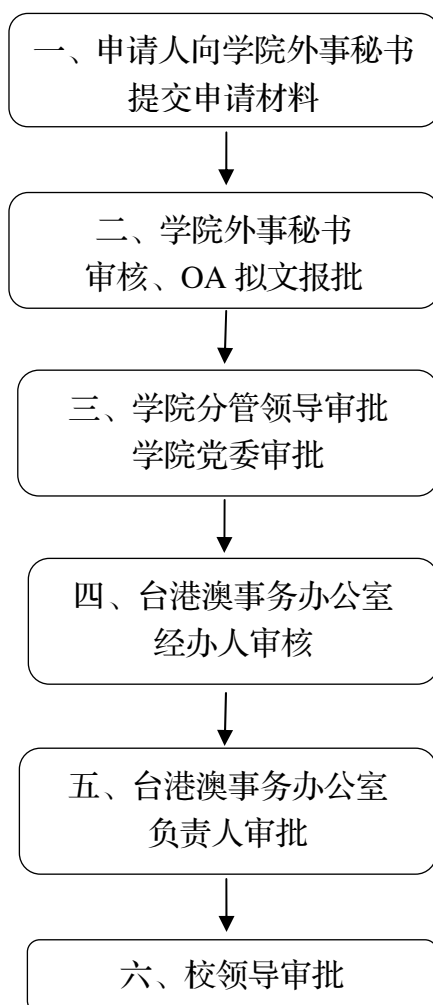 一、申请人向学院外事秘书
提交申请材料
二、学院外事秘书
审核、OA 拟文报批
三、学院分管领导审批
学院党委审批
四、台港澳事务办公室
经办人审核
五、台港澳事务办公室
负责人审批
六、校领导审批